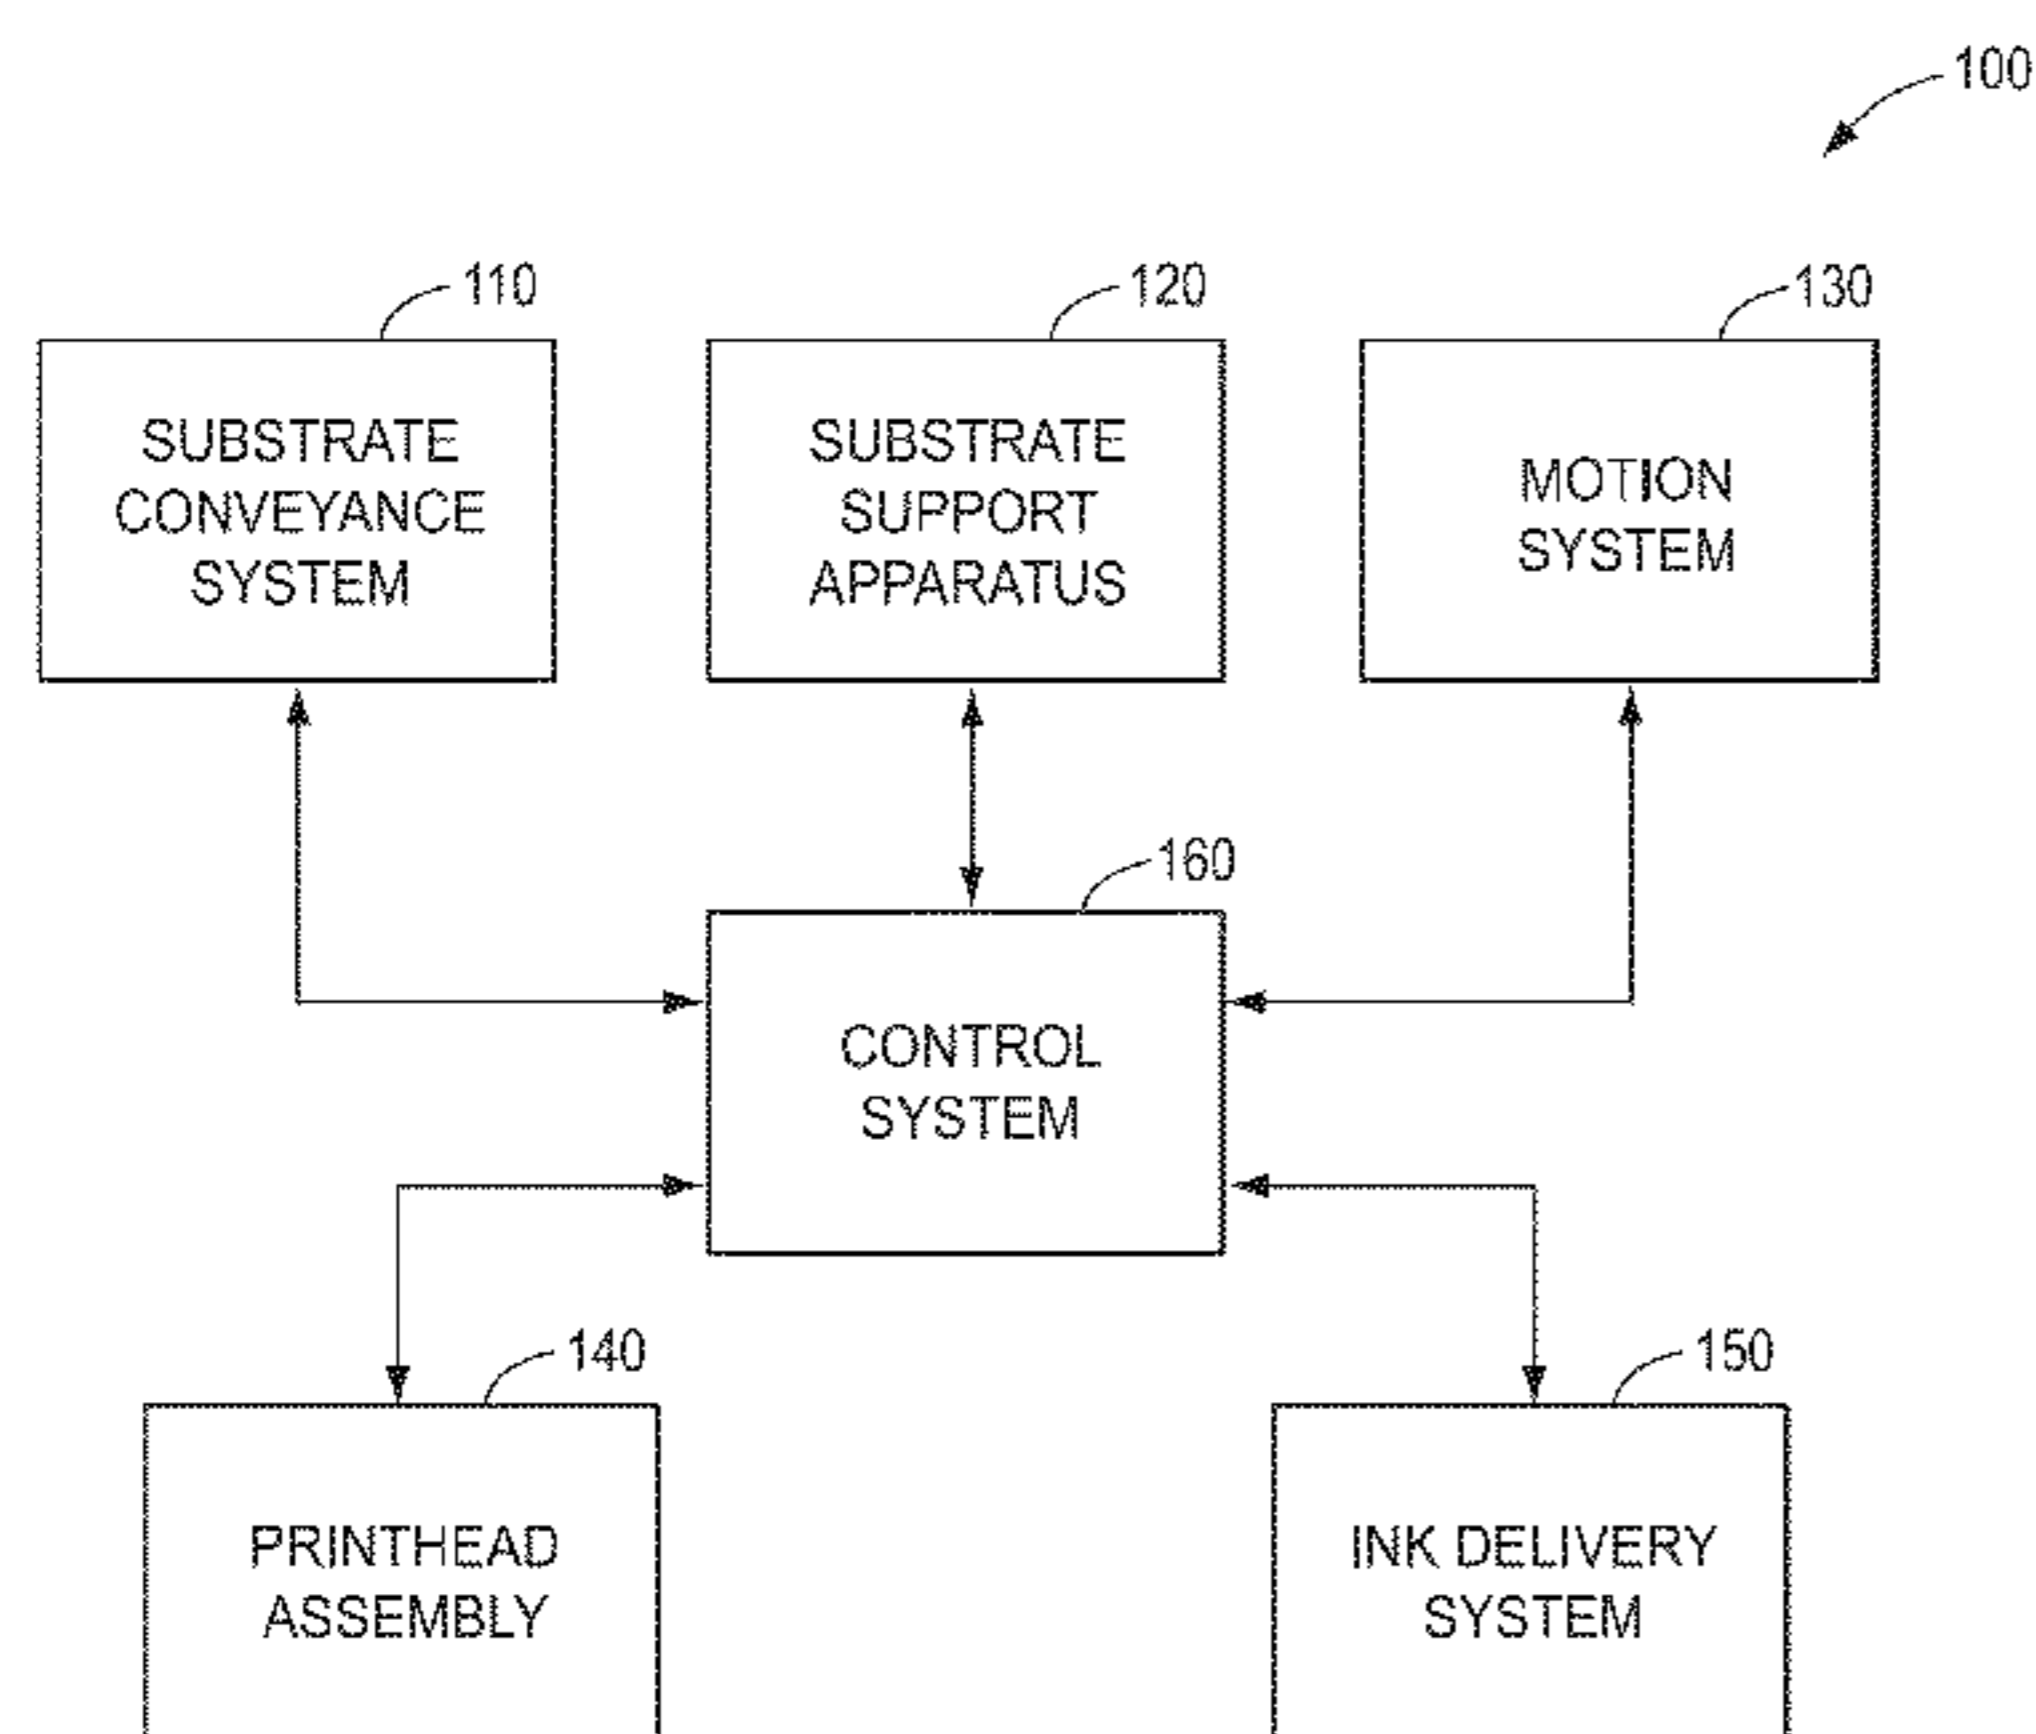 100
110
120
130
SUBSTRATE
CONVEYANCE
SYSTEM
SUBSTRATE
SUPPORT
APPARATUS
MOTION
SYSTEM
160
CONTROL
SYSTEM
140
150
PRINTHEAD
ASSEMBLY
INK DELIVERY
SYSTEM